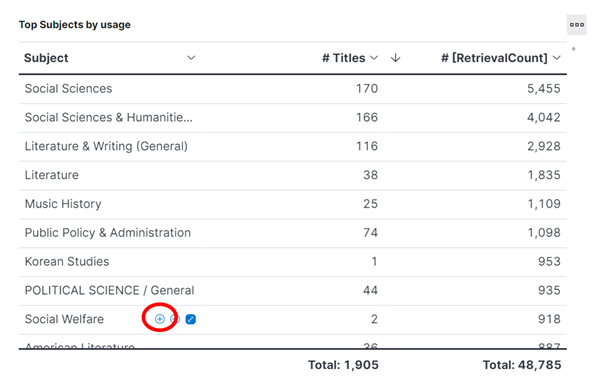 Top Subjects by usage
Subject # Titles # [RetrievalCount]
Social Sciences 170 5,455
Social Sciences & Humanitie... 166 4,042
Literature & Writing (General) 116 2,928
Literature 38 1,835
Music History 25 1,109
Public Policy & Administration 74 1,098
Korean Studies 1 953
POLITICAL SCIENCE / General 44 935
Social Welfare 2 918
American Literature 36 887
Total: 1,905 Total: 48,785